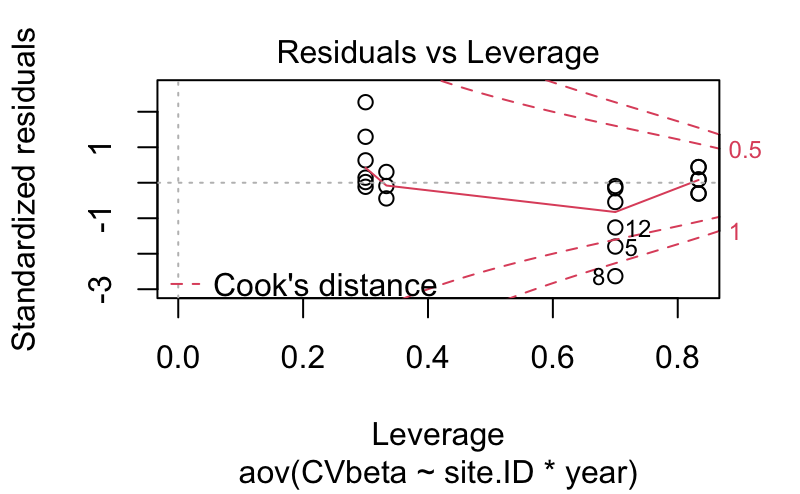 Residuals vs Leverage
Standardized residuals
1
-1
-3
0.5
1
12
5
8
Cook's distance
0.0 0.2 0.4 0.6 0.8
Leverage
aov(CVbeta ~ site.ID * year)